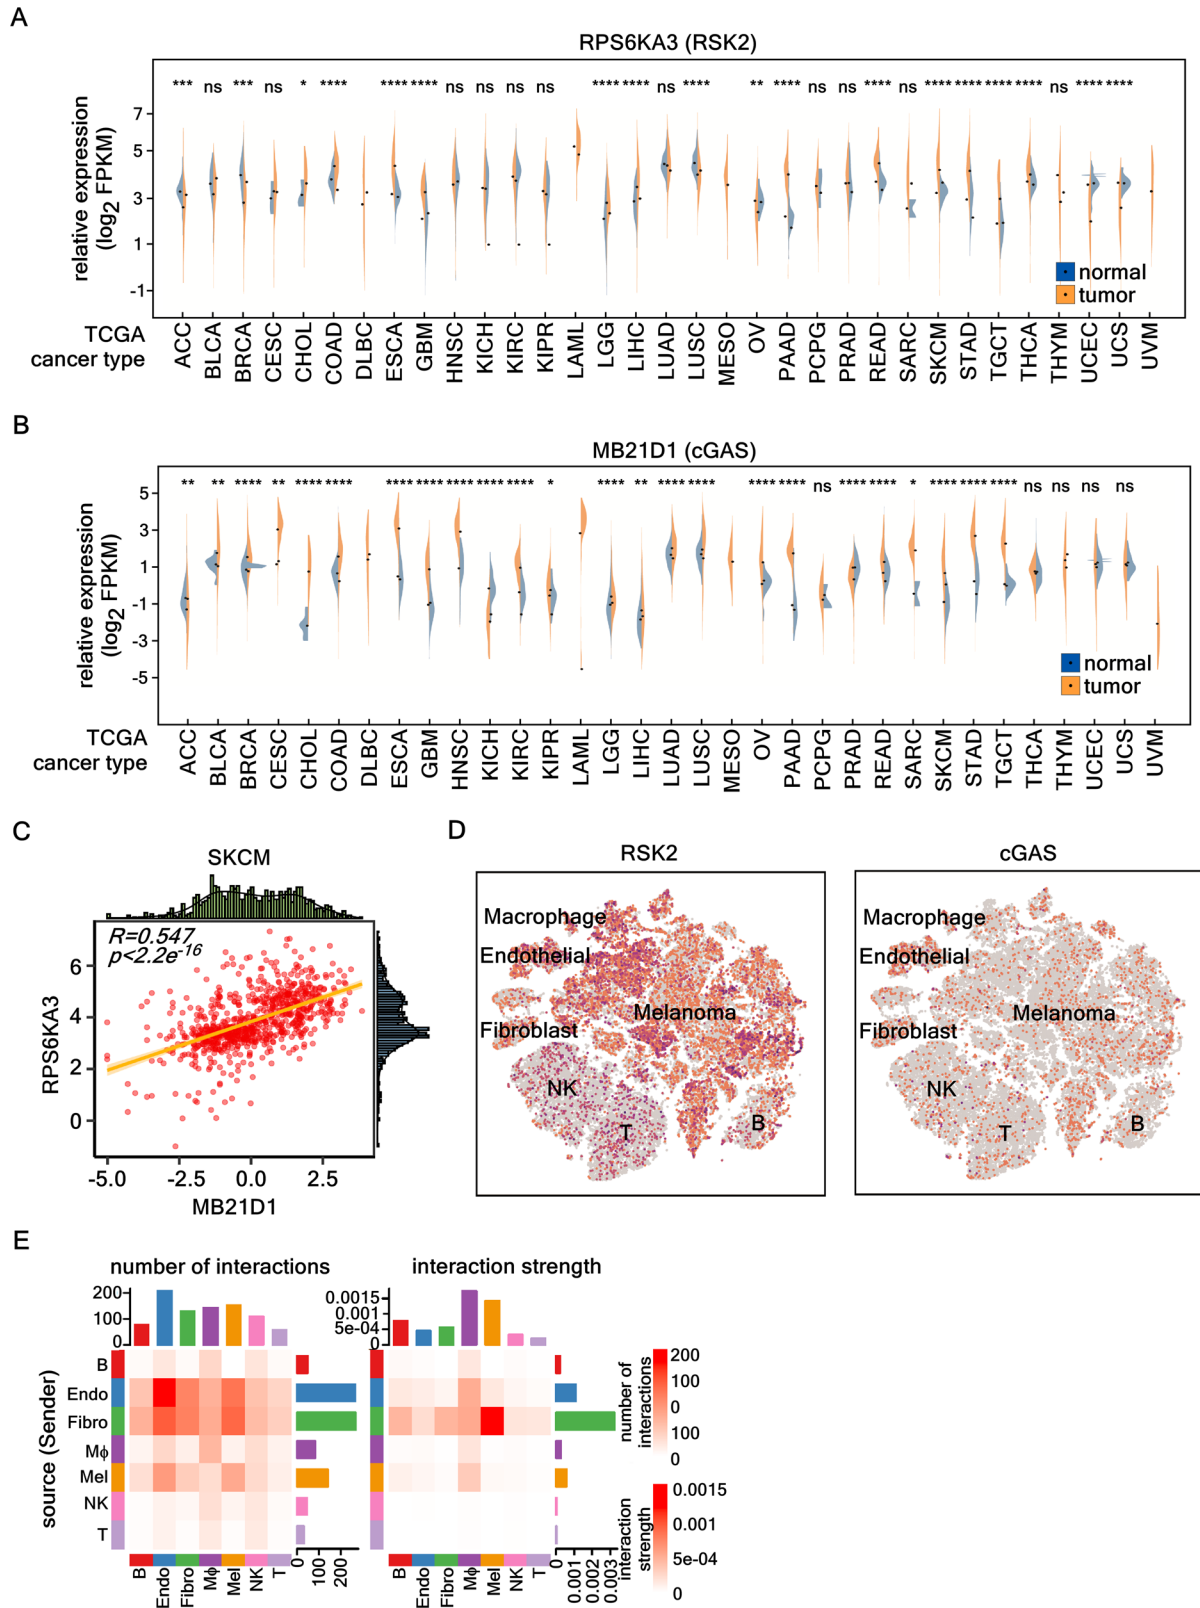 A
RPS6KA3 (RSK2)
*** ns *** ns * **** **** **** ns ns ns ns **** **** ns **** ** **** ns ns **** ns **** **** **** **** ns **** ****
relative expression
(log2 FPKM)
7
5
3
1
-1
normal
tumor
TCGA
cancer type
ACC BLCA BRCA CESC CHOL COAD DLBC ESCA GBM HNSC KICH KIRC KIPR LAML LGG LIHC LUAD LUSC MESO OV PAAD PCPG PRAD READ SARC SKCM STAD TGCT THCA THYM UCEC UCS UVM
B
MB21D1 (cGAS)
** ** **** ** **** **** **** **** **** **** **** * **** ** **** **** **** **** ns **** **** * **** **** **** ns ns ns ns
relative expression
(log2 FPKM)
5
3
1
-1
-3
-5
normal
tumor
TCGA
cancer type
ACC BLCA BRCA CESC CHOL COAD DLBC ESCA GBM HNSC KICH KIRC KIPR LAML LGG LIHC LUAD LUSC MESO OV PAAD PCPG PRAD READ SARC SKCM STAD TGCT THCA THYM UCEC UCS UVM
C
SKCM
R=0.547
p<2.2e-16
RPS6KA3
6
4
2
0
-5.0 -2.5 0.0 2.5
MB21D1
D
RSK2
Macrophage
Endothelial
Melanoma
Fibroblast
NK
T
B
cGAS
Macrophage
Endothelial
Melanoma
Fibroblast
NK
T
B
E
number of interactions
200
100
0
source (Sender)
B
Endo
Fibro
Mϕ
Mel
NK
T
B Endo Fibro Mϕ Mel NK T
0 100 200
interaction strength
0.0015
0.001
5e-04
0
B Endo Fibro Mϕ Mel NK T
0 0.001 0.002 0.003
number of
interactions
200
100
0
100
0
interaction
strength
0.0015
0.001
5e-04
0